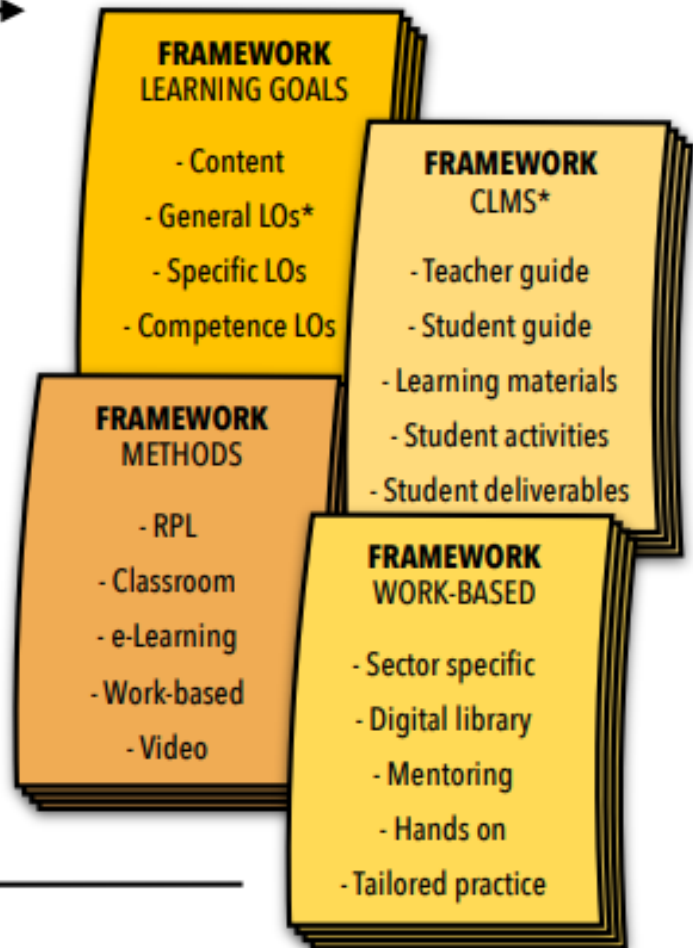 FRAMEWORK
LEARNING GOALS
- Content
- General LOs*
- Specific LOs
- Competence LOs
FRAMEWORK
CLMS*
- Teacher guide
- Student guide
- Learning materials
- Student activities
- Student deliverables
FRAMEWORK
METHODS
- RPL
- Classroom
- e-Learning
- Work-based
- Video
FRAMEWORK
WORK-BASED
- Sector specific
- Digital library
- Mentoring
- Hands on
- Tailored practice